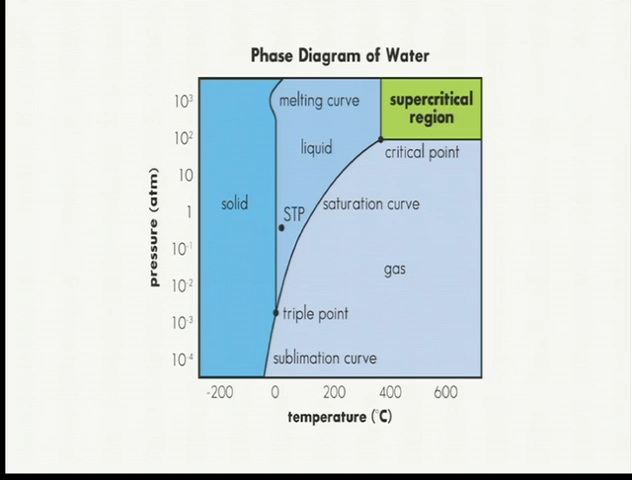 Phase Diagram of Water
10³
10²
10
1
10⁻¹
10⁻²
10⁻³
10⁻⁴
pressure (atm)
melting curve
supercritical
region
liquid
critical point
solid
STP
saturation curve
gas
triple point
sublimation curve
-200 0 200 400 600
temperature (°C)